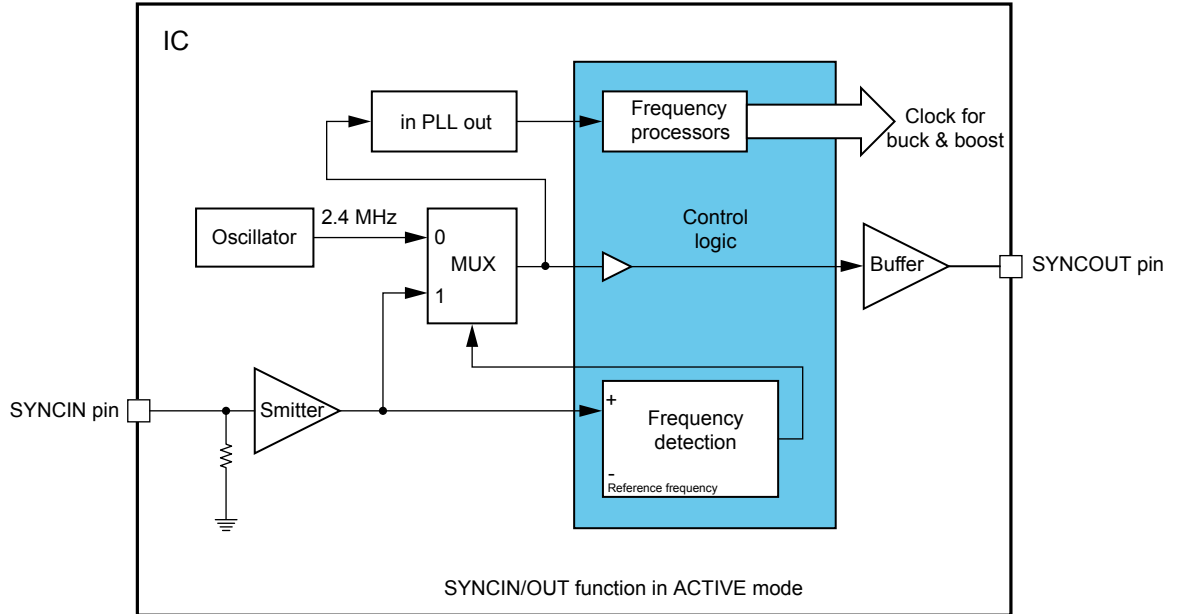 IC
in PLL out
Frequency
processors
Clock for
buck & boost
2.4 MHz
Oscillator
0
MUX
1
Control
logic
Buffer
SYNCOUT pin
SYNCIN pin
Smitter
+
Frequency
detection
-
Reference frequency
SYNCIN/OUT function in ACTIVE mode